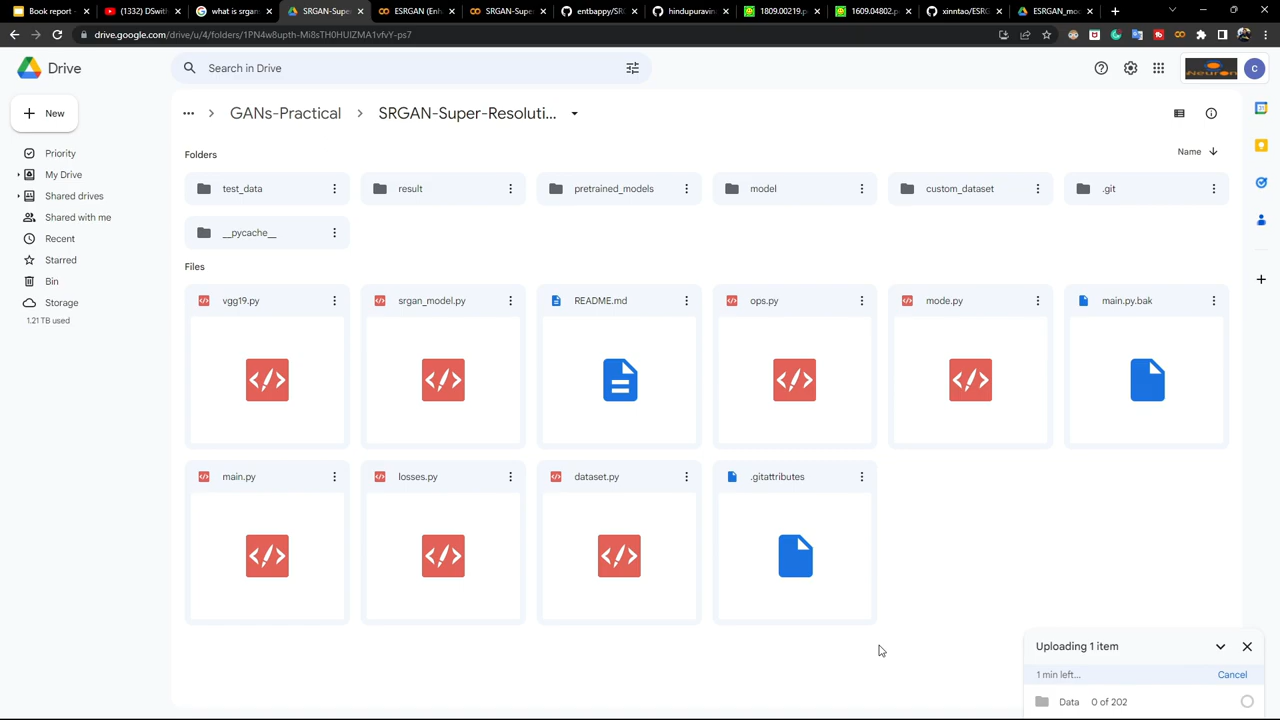 Book report - (1332) DSwith what is srgan SRGAN-Supe ESRGAN (Enh SRGAN-Supe entbappy/SR hindupuravin 1809.00219.p 1609.04802.p xinntao/ESR ESRGAN_mo
drive.google.com/drive/u/4/folders/1PN4w8upth-Mi8sTH0HUIZMA1vfvY-ps7
Drive
Search in Drive
neuron
C
New
GANs-Practical > SRGAN-Super-Resoluti...
Priority
My Drive
Shared drives
Shared with me
Recent
Starred
Bin
Storage
1.21 TB used
Folders
Name
test_data result pretrained_models model custom_dataset .git
__pycache__
Files
vgg19.py srgan_model.py README.md ops.py mode.py main.py.bak
main.py losses.py dataset.py .gitattributes
Uploading 1 item
1 min left...
Cancel
Data 0 of 202